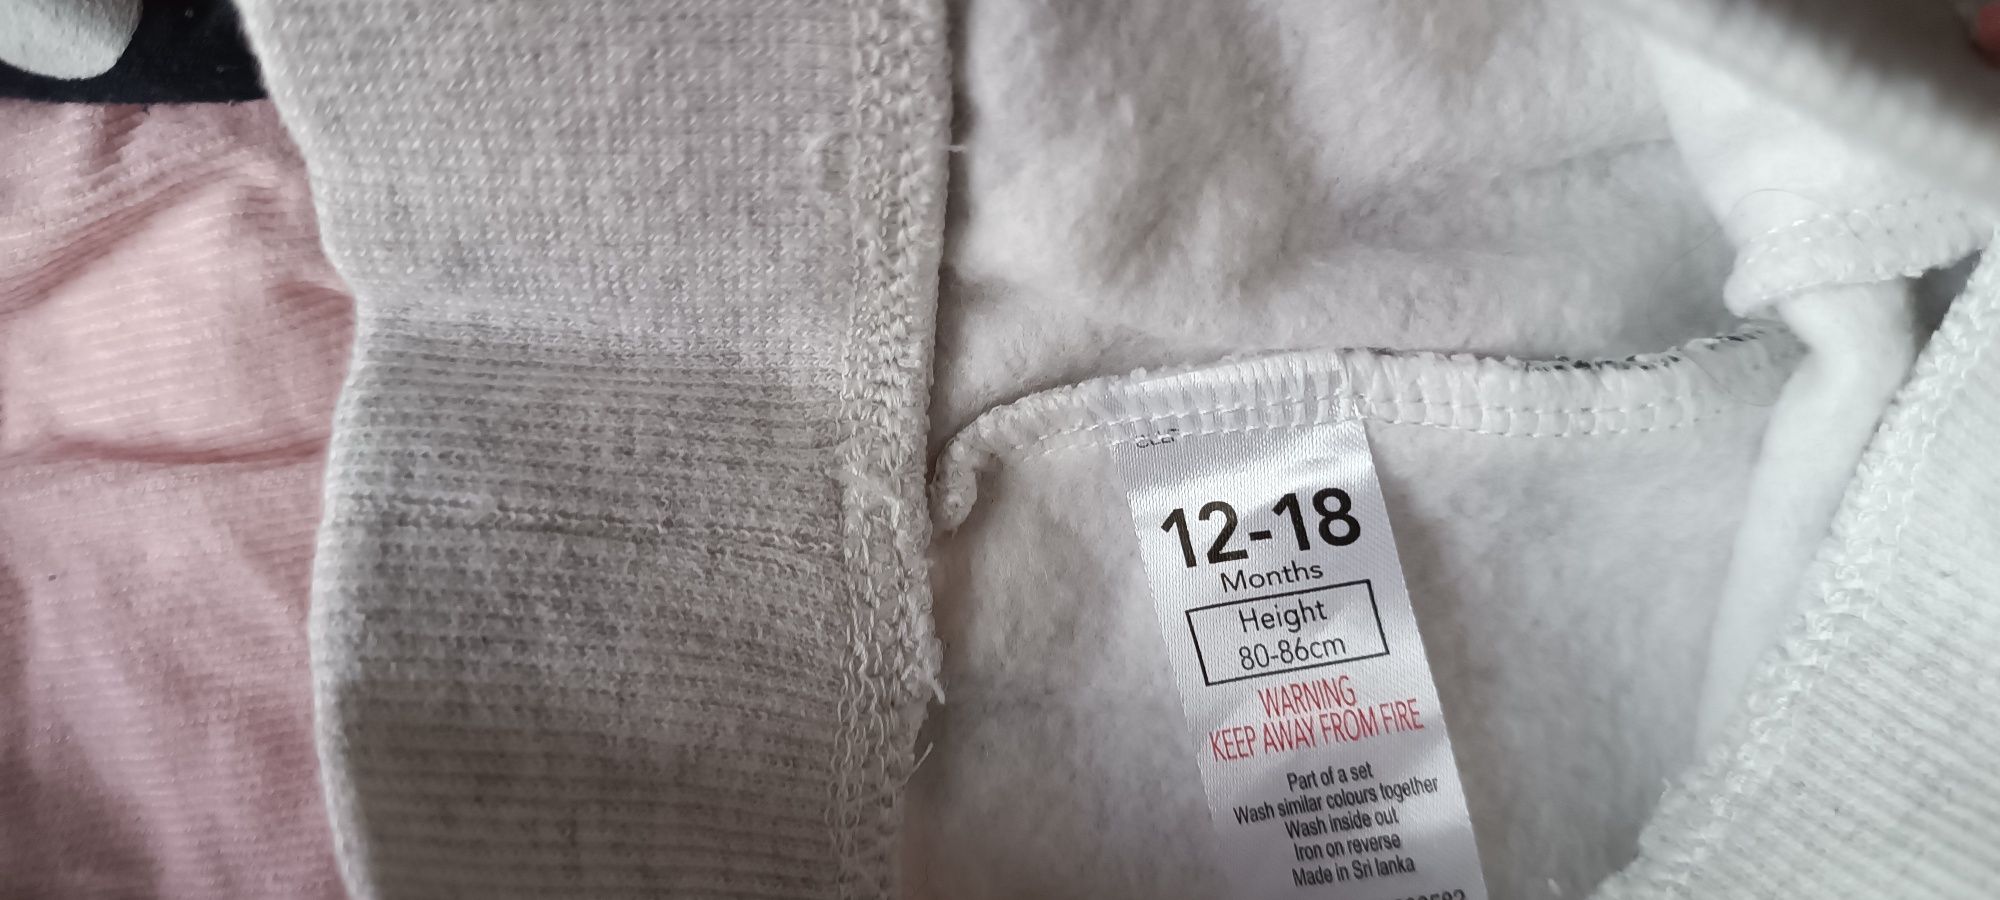 12-18
Months
Height
80-86cm
WARNING
KEEP AWAY FROM FIRE
Part of a set
Wash similar colours together
Wash inside out
Iron on reverse
Made in Sri lanka